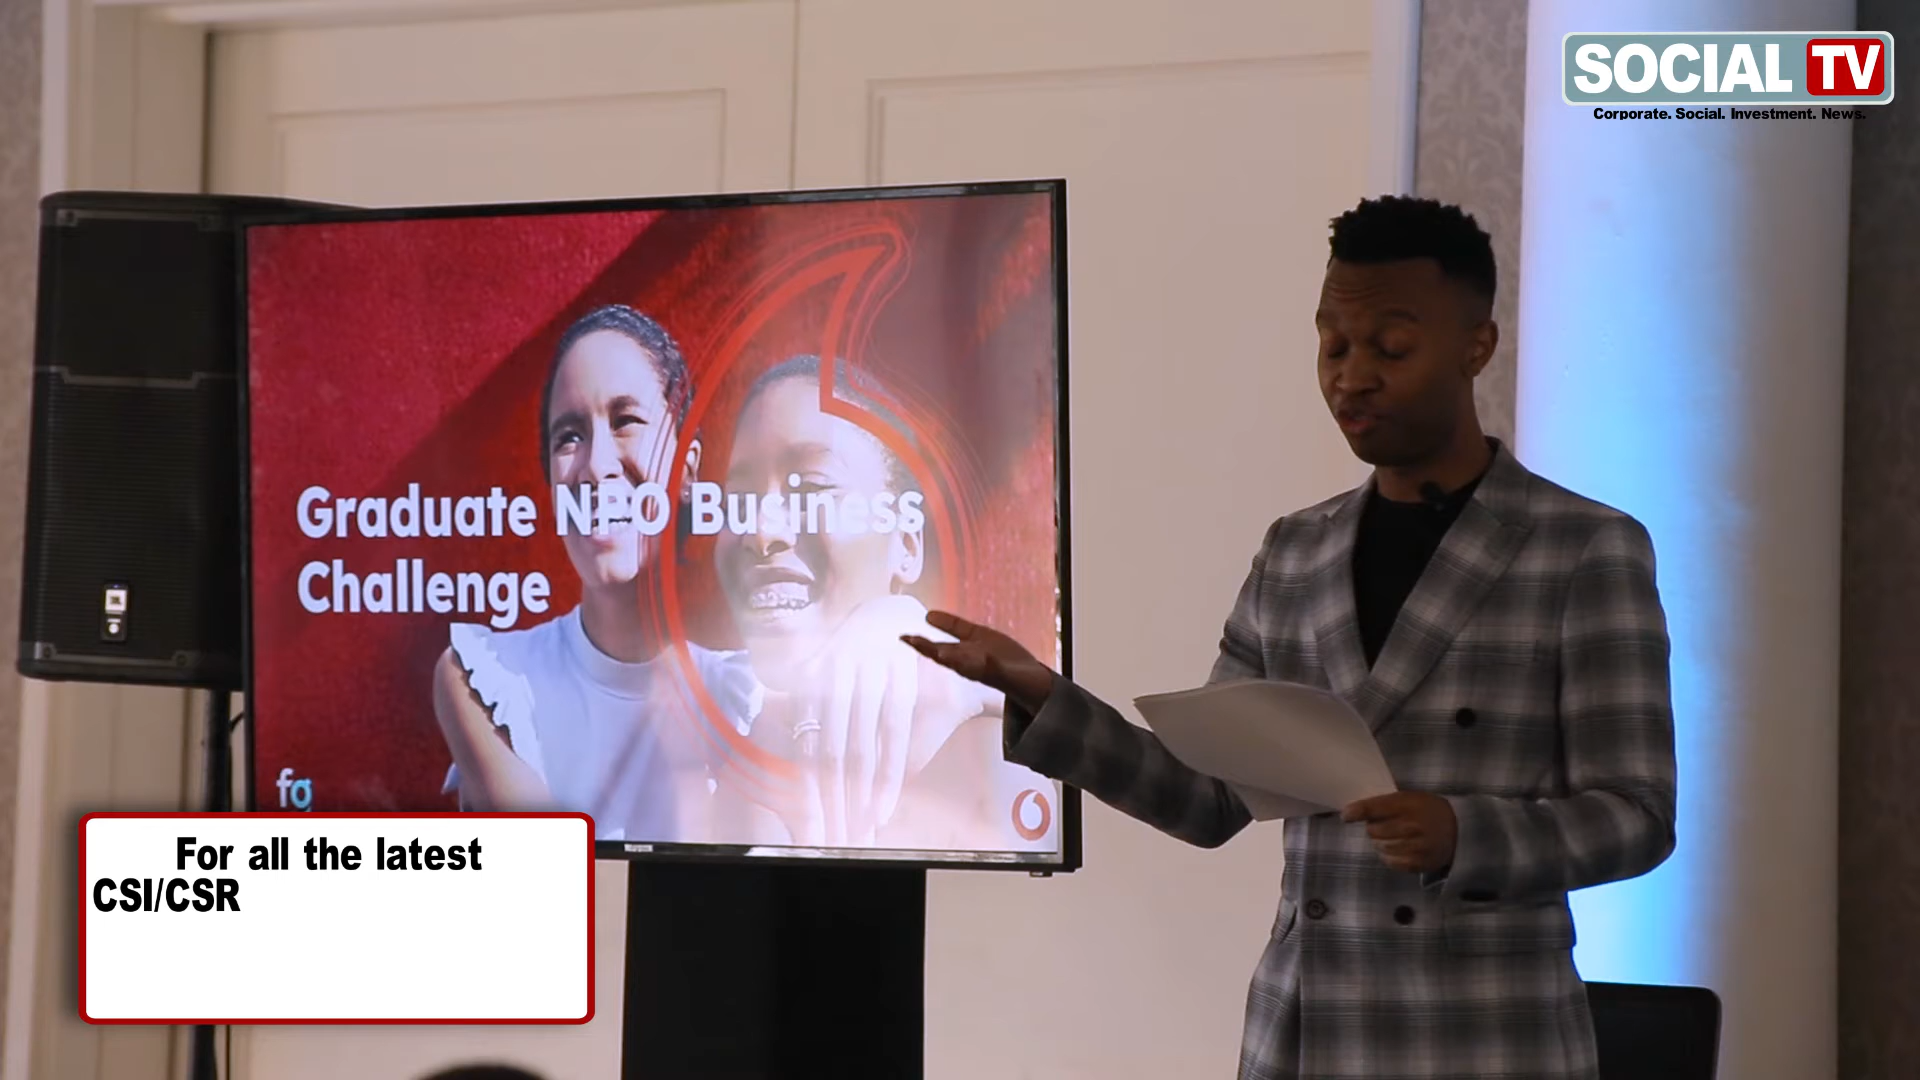 SOCIAL TV
Corporate. Social. Investment. News.
Graduate NPO Business
Challenge
fg
For all the latest
CSI/CSR